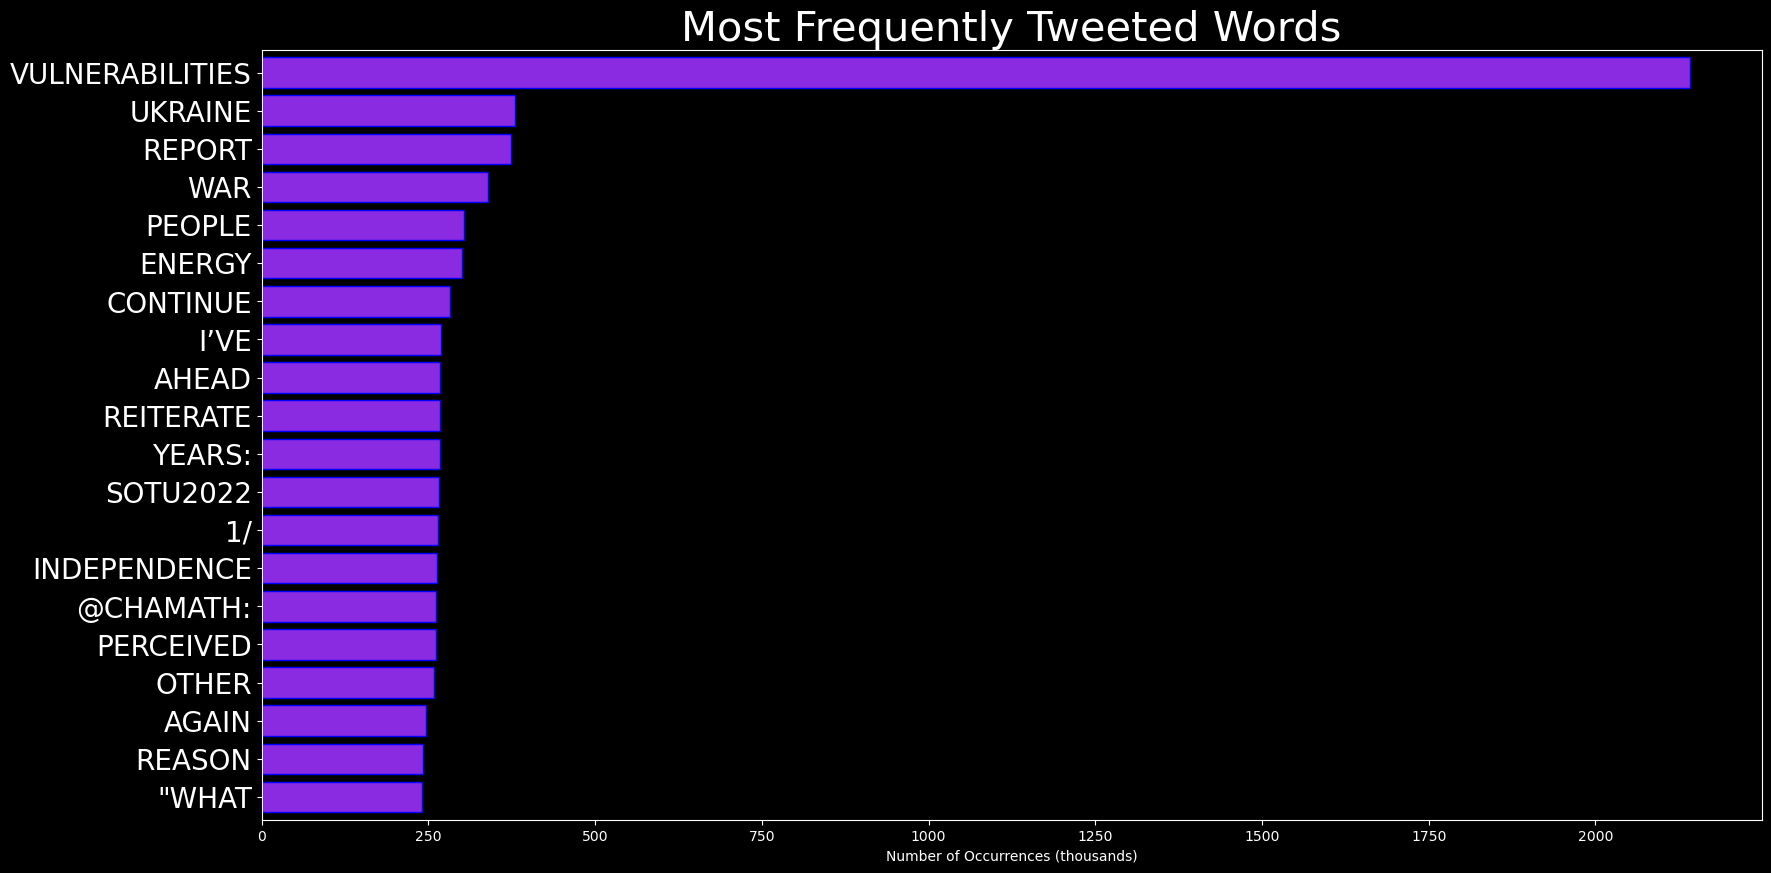 Most Frequently Tweeted Words
VULNERABILITIES
UKRAINE
REPORT
WAR
PEOPLE
ENERGY
CONTINUE
I’VE
AHEAD
REITERATE
YEARS:
SOTU2022
1/
INDEPENDENCE
@CHAMATH:
PERCEIVED
OTHER
AGAIN
REASON
"WHAT
0 250 500 750 1000 1250 1500 1750 2000
Number of Occurrences (thousands)